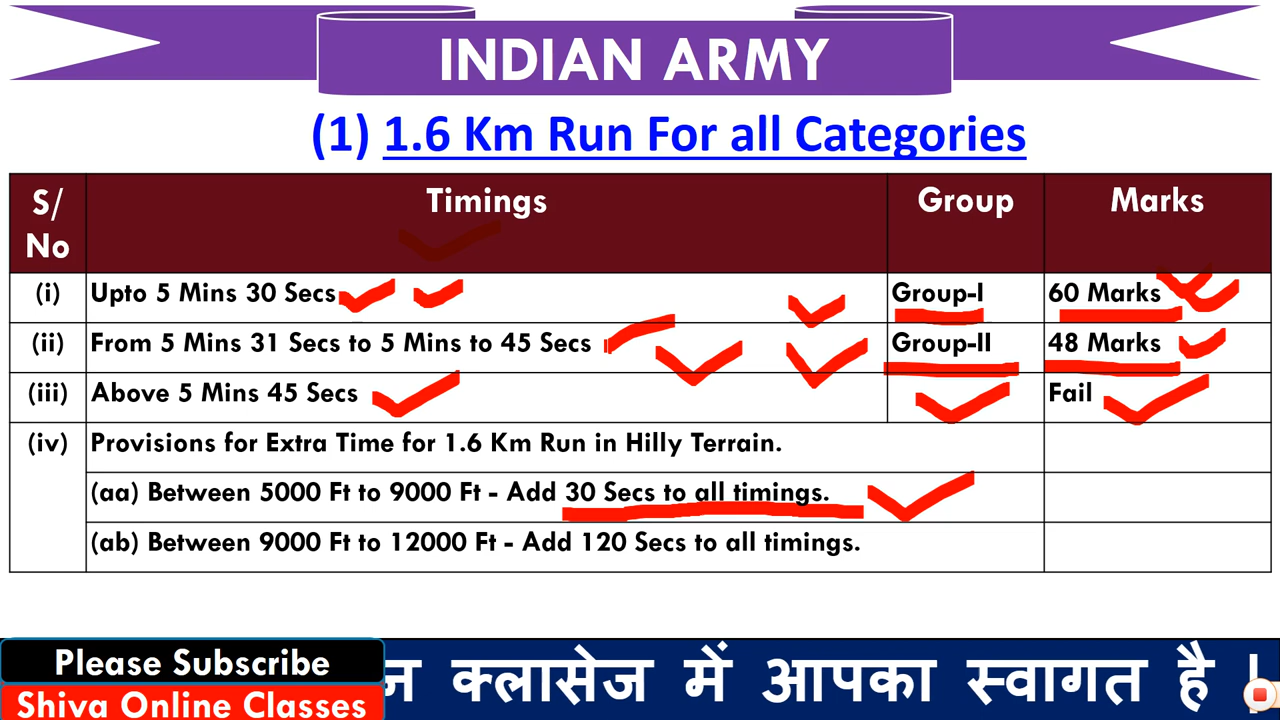 INDIAN ARMY
(1) 1.6 Km Run For all Categories
S/
No
Timings
Group
Marks
(i) Upto 5 Mins 30 Secs Group-I 60 Marks
(ii) From 5 Mins 31 Secs to 5 Mins to 45 Secs Group-II 48 Marks
(iii) Above 5 Mins 45 Secs Fail
(iv) Provisions for Extra Time for 1.6 Km Run in Hilly Terrain.
(aa) Between 5000 Ft to 9000 Ft - Add 30 Secs to all timings.
(ab) Between 9000 Ft to 12000 Ft - Add 120 Secs to all timings.
Please Subscribe
Shiva Online Classes
क्लासेज में आपका स्वागत है |